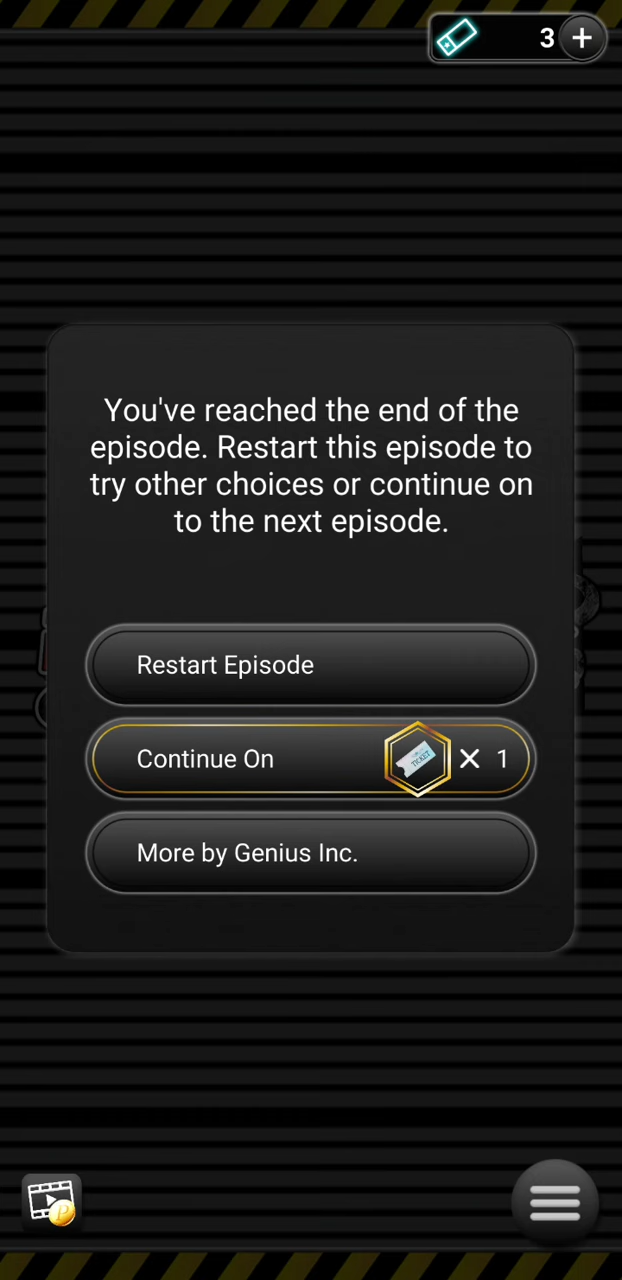 3
You've reached the end of the
episode. Restart this episode to
try other choices or continue on
to the next episode.
Restart Episode
Continue On TICKET × 1
More by Genius Inc.
P